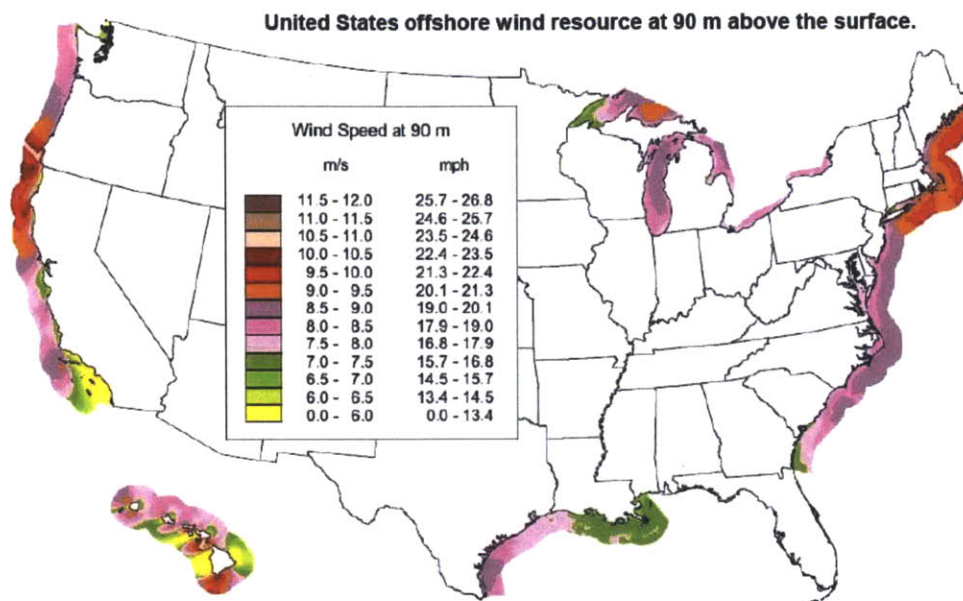 United States offshore wind resource at 90 m above the surface.
Wind Speed at 90 m
m/s mph
11.5 - 12.0 25.7 - 26.8
11.0 - 11.5 24.6 - 25.7
10.5 - 11.0 23.5 - 24.6
10.0 - 10.5 22.4 - 23.5
9.5 - 10.0 21.3 - 22.4
9.0 - 9.5 20.1 - 21.3
8.5 - 9.0 19.0 - 20.1
8.0 - 8.5 17.9 - 19.0
7.5 - 8.0 16.8 - 17.9
7.0 - 7.5 15.7 - 16.8
6.5 - 7.0 14.5 - 15.7
6.0 - 6.5 13.4 - 14.5
0.0 - 6.0 0.0 - 13.4